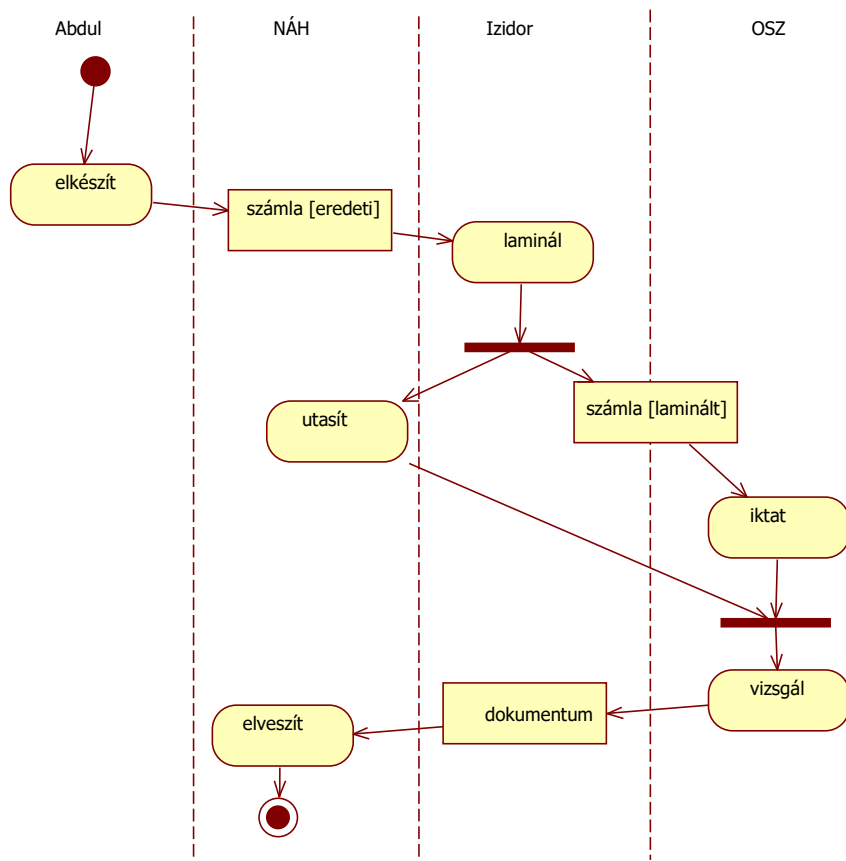 Abdul
NÁH
Izidor
OSZ
elkészít
számla [eredeti]
laminál
számla [laminált]
utasít
iktat
vizsgál
dokumentum
elveszít